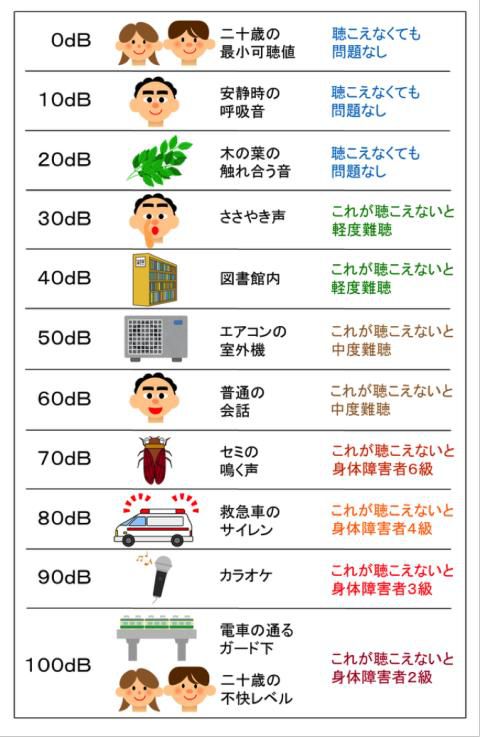 0dB
二十歳の
最小可聴値
聴こえなくても
問題なし
10dB
安静時の
呼吸音
聴こえなくても
問題なし
20dB
木の葉の
触れ合う音
聴こえなくても
問題なし
30dB
ささやき声
これが聴こえないと
軽度難聴
40dB
図書館内
これが聴こえないと
軽度難聴
50dB
エアコンの
室外機
これが聴こえないと
中度難聴
60dB
普通の
会話
これが聴こえないと
中度難聴
70dB
セミの
鳴く声
これが聴こえないと
身体障害者6級
80dB
救急車の
サイレン
これが聴こえないと
身体障害者4級
90dB
カラオケ
これが聴こえないと
身体障害者3級
100dB
電車の通る
ガード下
二十歳の
不快レベル
これが聴こえないと
身体障害者2級